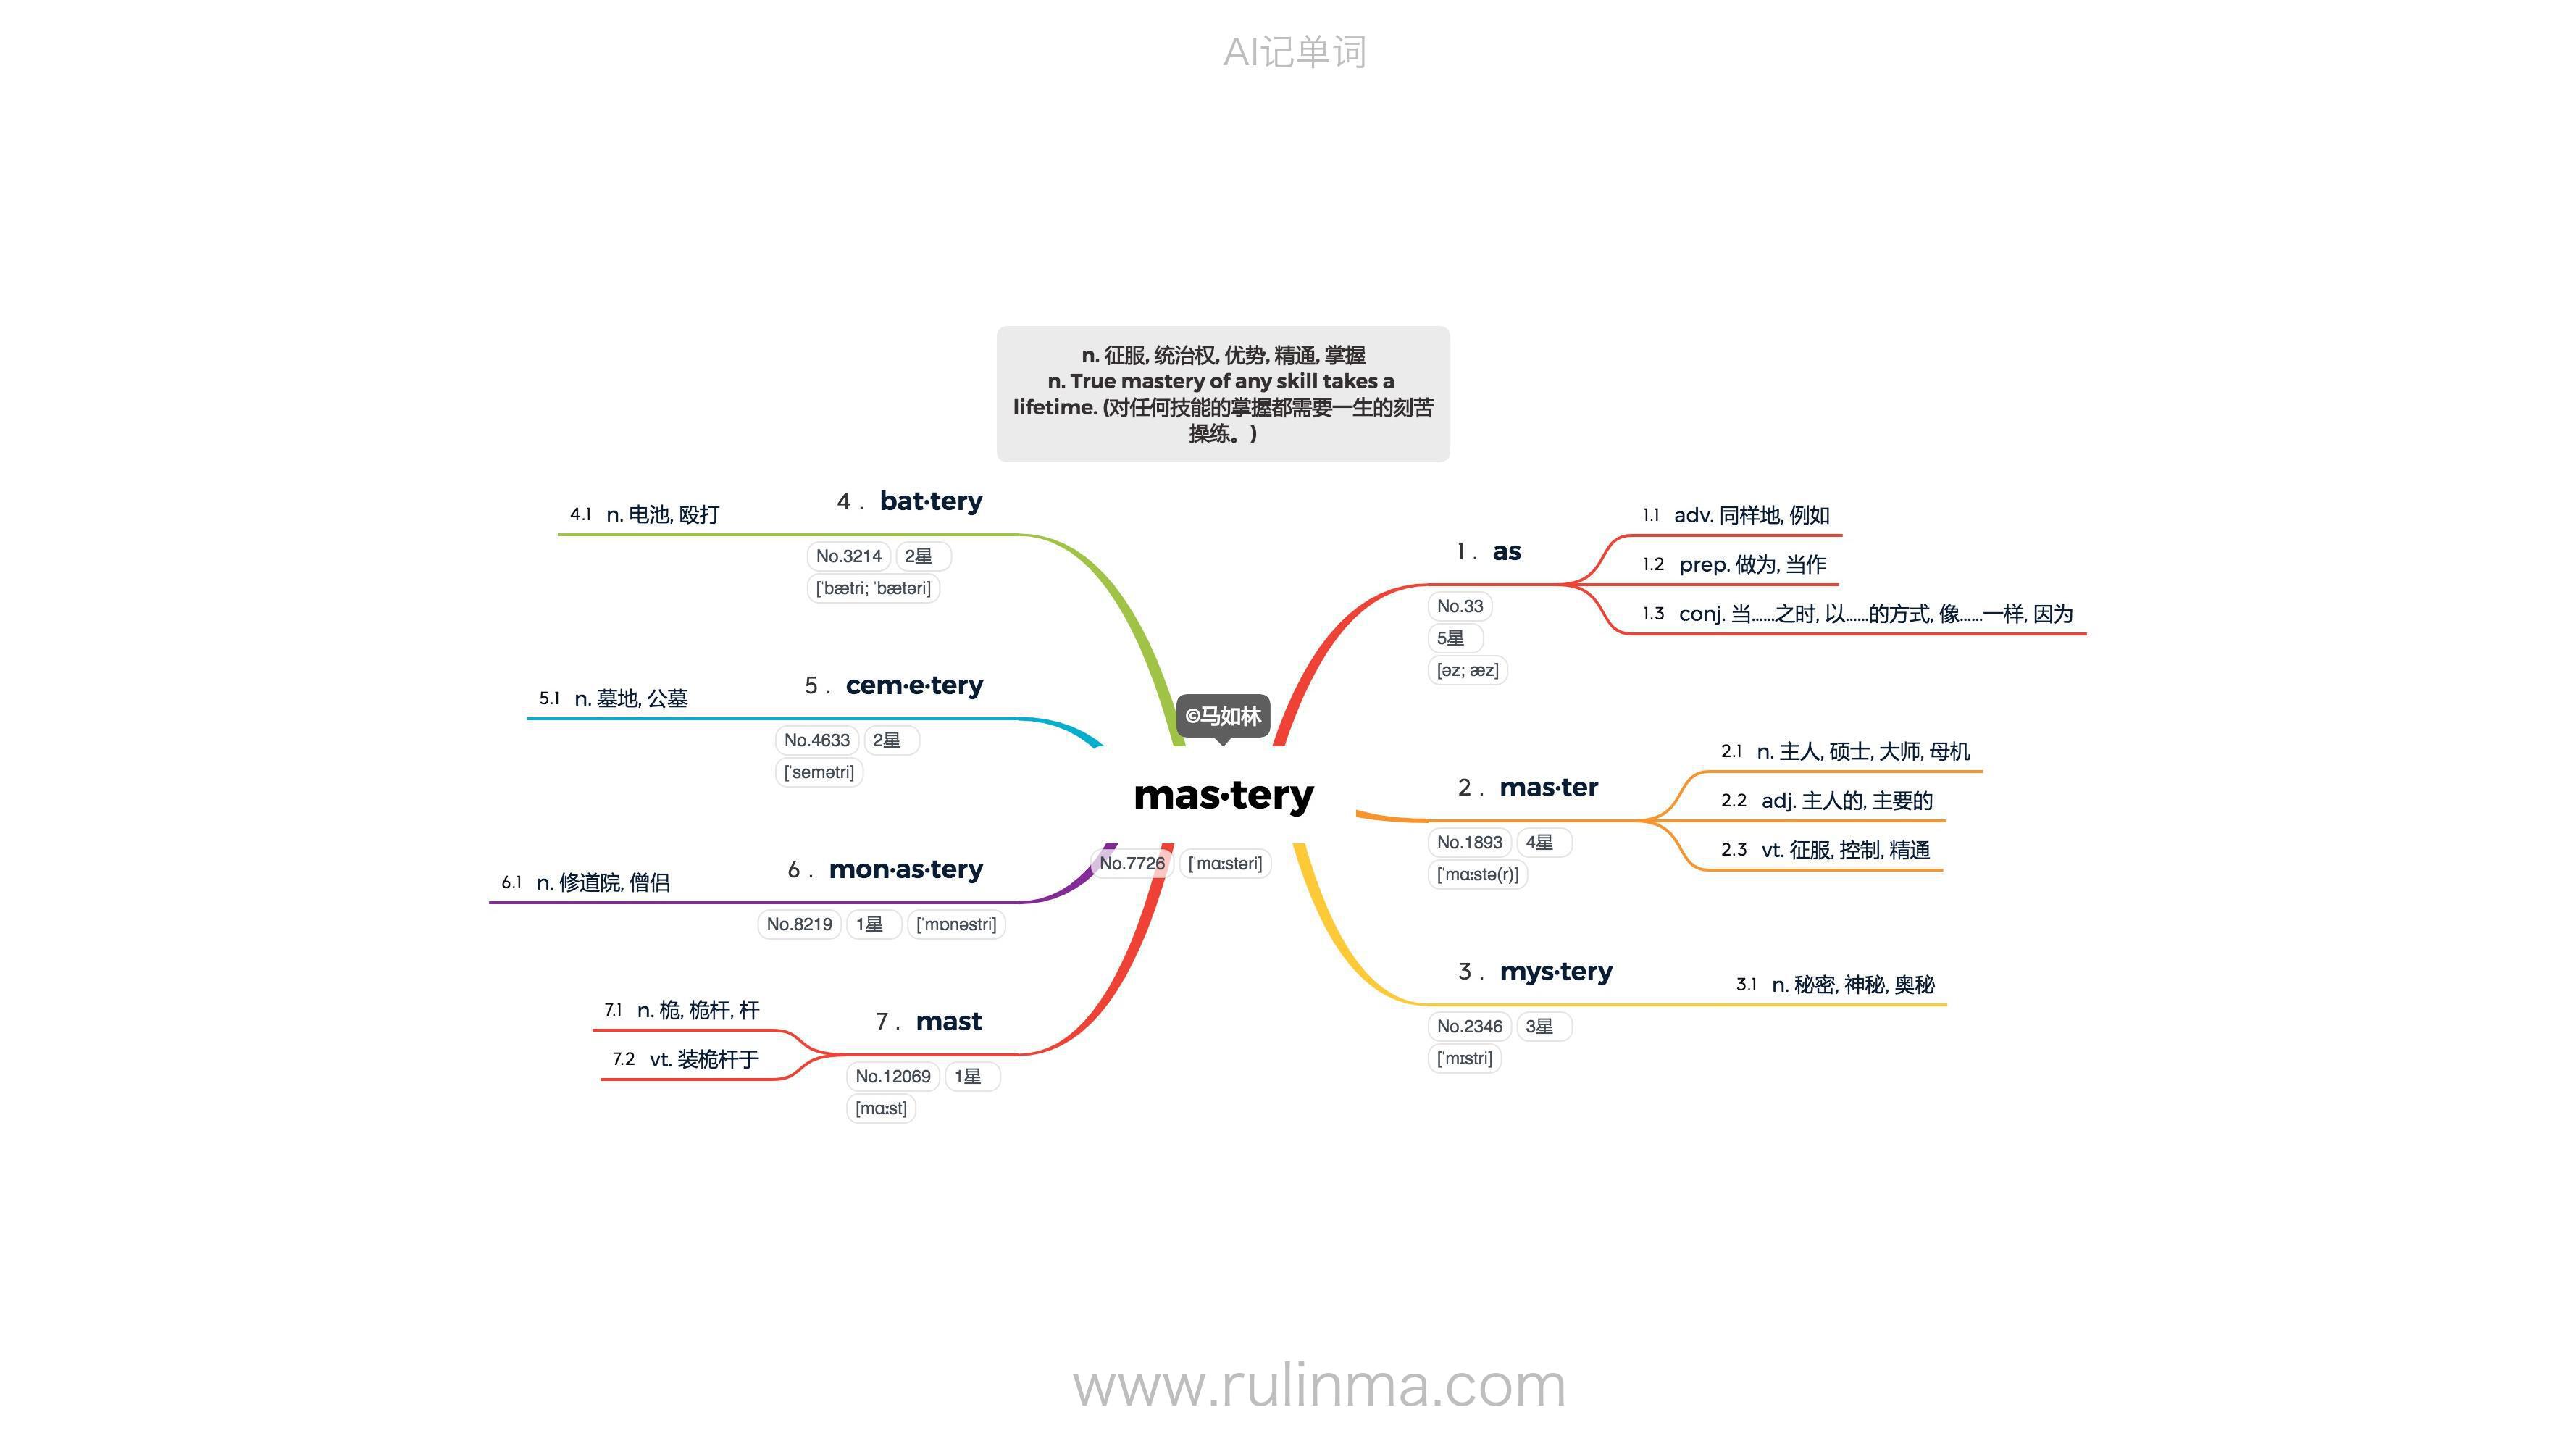 AI记单词
n. 征服, 统治权, 优势, 精通, 掌握
n. True mastery of any skill takes a
lifetime. (对任何技能的掌握都需要一生的刻苦
操练。)
©马如林
mas·tery
No.7726 [ˈmɑːstəri]
1 . as
No.33
5星
[əz; æz]
1.1 adv. 同样地, 例如
1.2 prep. 做为, 当作
1.3 conj. 当……之时, 以……的方式, 像……一样, 因为
2 . mas·ter
No.1893 4星
[ˈmɑːstə(r)]
2.1 n. 主人, 硕士, 大师, 母机
2.2 adj. 主人的, 主要的
2.3 vt. 征服, 控制, 精通
3 . mys·tery
No.2346 3星
[ˈmɪstri]
3.1 n. 秘密, 神秘, 奥秘
4 . bat·tery
No.3214 2星
[ˈbætri; ˈbætəri]
4.1 n. 电池, 殴打
5 . cem·e·tery
No.4633 2星
[ˈsemətri]
5.1 n. 墓地, 公墓
6 . mon·as·tery
No.8219 1星 [ˈmɒnəstri]
6.1 n. 修道院, 僧侣
7 . mast
No.12069 1星
[mɑːst]
7.1 n. 桅, 桅杆, 杆
7.2 vt. 装桅杆于
www.rulinma.com